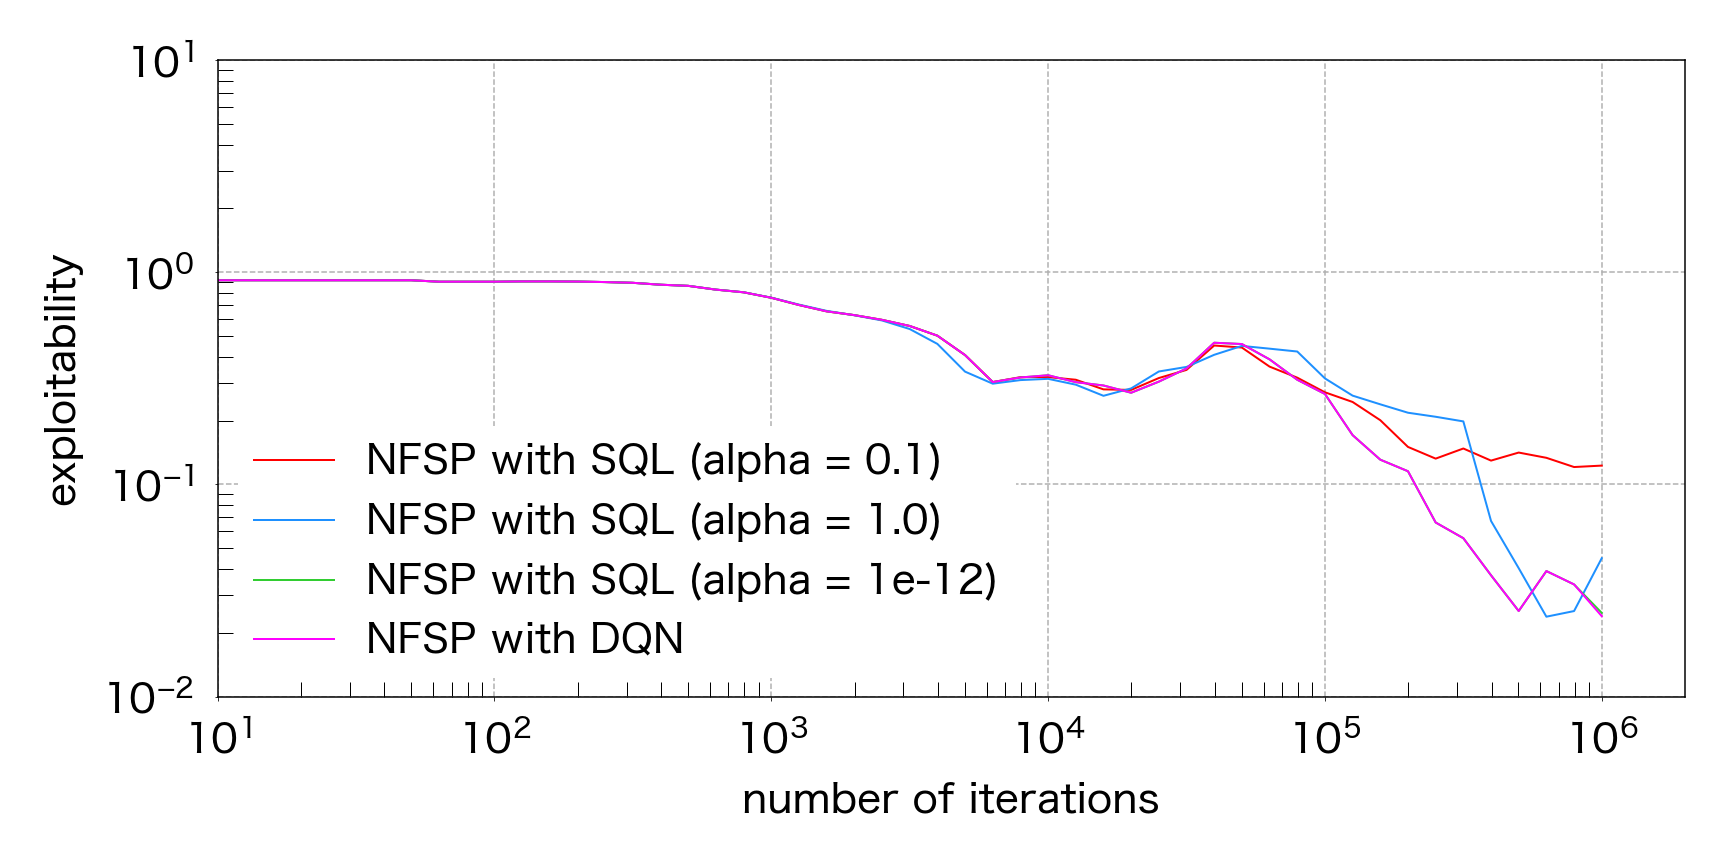 exploitability
10¹
10⁰
10⁻¹
10⁻²
NFSP with SQL (alpha = 0.1)
NFSP with SQL (alpha = 1.0)
NFSP with SQL (alpha = 1e-12)
NFSP with DQN
10¹ 10² 10³ 10⁴ 10⁵ 10⁶
number of iterations